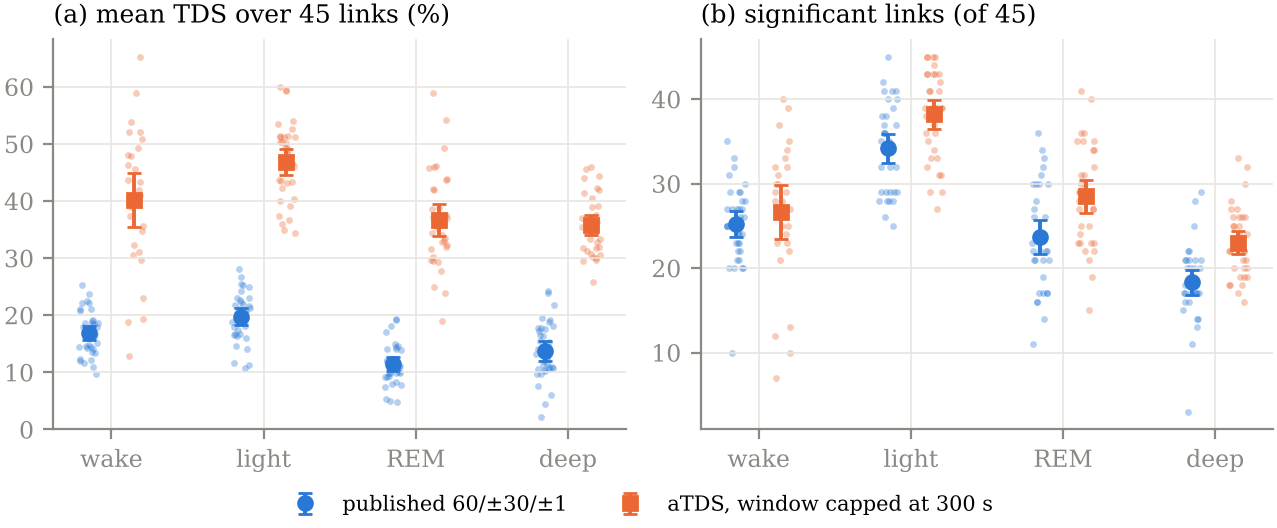 (a) mean TDS over 45 links (%)
60
50
40
30
20
10
0
wake light REM deep
(b) significant links (of 45)
40
30
20
10
wake light REM deep
published 60/±30/±1
aTDS, window capped at 300 s